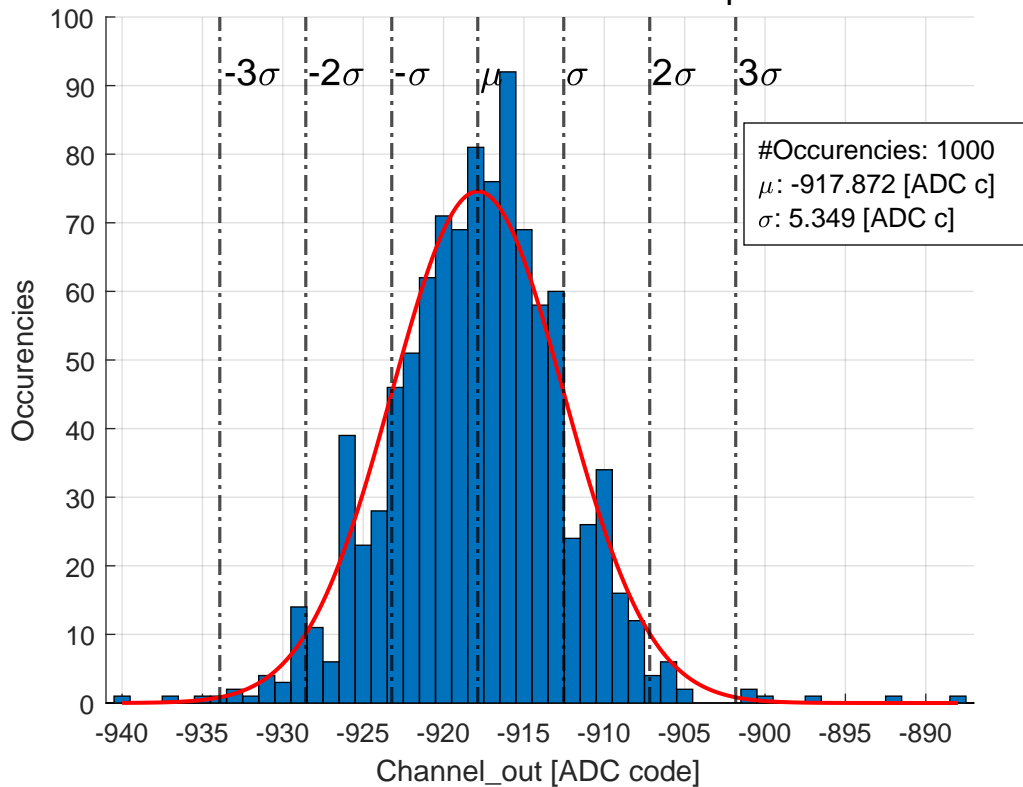 -3σ -2σ -σ μ σ 2σ 3σ
#Occurencies: 1000
μ: -917.872 [ADC c]
σ: 5.349 [ADC c]
Occurencies
100
90
80
70
60
50
40
30
20
10
0
-940 -935 -930 -925 -920 -915 -910 -905 -900 -895 -890
Channel_out [ADC code]